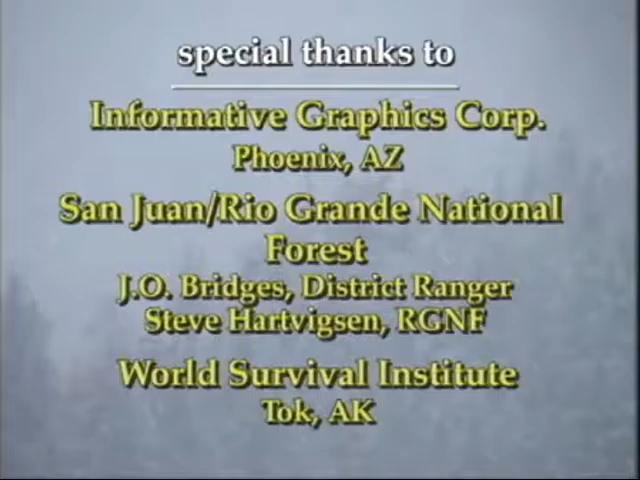 special thanks to
Informative Graphics Corp.
Phoenix, AZ
San Juan/Rio Grande National
Forest
J.O. Bridges, District Ranger
Steve Hartvigsen, RGNF
World Survival Institute
Tok, AK